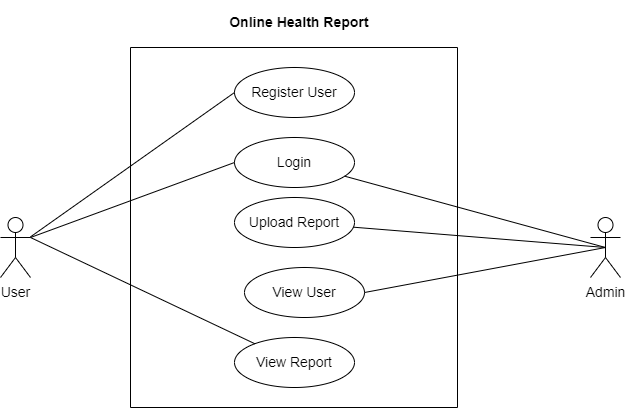 Online Health Report
Register User
Login
Upload Report
View User
View Report
User
Admin